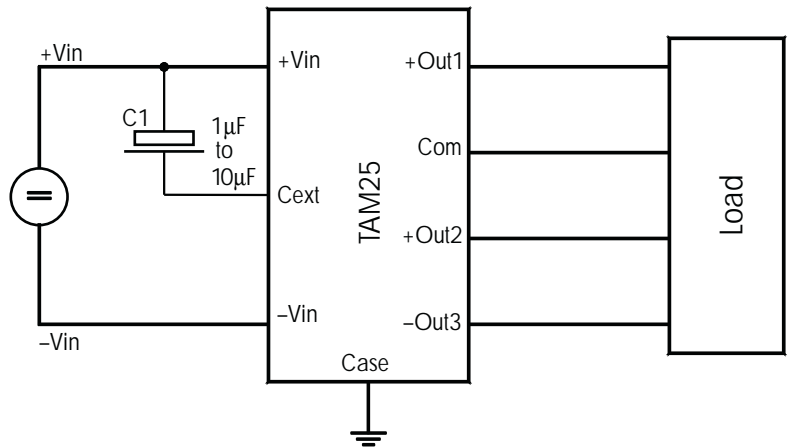 +Vin
C1
1µF
to
10µF
–Vin
+Vin
Cext
–Vin
TAM25
Case
+Out1
Com
+Out2
–Out3
Load